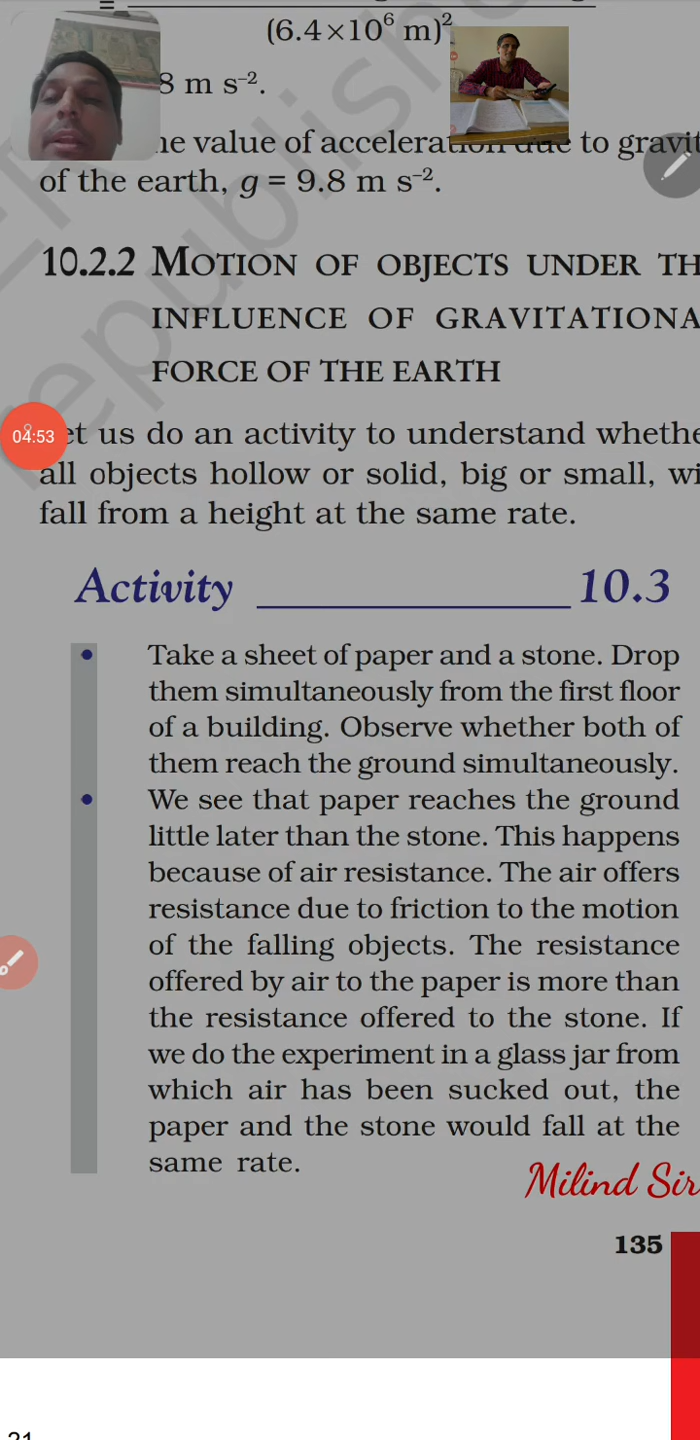 =
(6.4×10⁶ m)²
8 m s⁻².
value of acceleration due to
of the earth, g = 9.8 m s⁻².
10.2.2 MOTION OF OBJECTS UNDER
INFLUENCE OF
FORCE OF THE EARTH
us do an activity to understand
all objects hollow or solid, big or small,
fall from a height at the same rate.
04:53
Activity 10.3
• Take a sheet of paper and a stone. Drop
them simultaneously from the first floor
of a building. Observe whether both of
them reach the ground simultaneously.
• We see that paper reaches the ground
little later than the stone. This happens
because of air resistance. The air offers
resistance due to friction to the motion
of the falling objects. The resistance
offered by air to the paper is more than
the resistance offered to the stone. If
we do the experiment in a glass jar from
which air has been sucked out, the
paper and the stone would fall at the
same rate.
Milind Sir
135